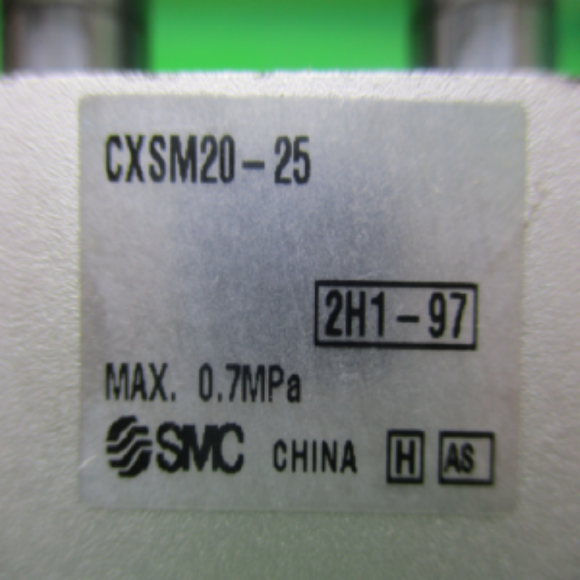 CXSM20-25
2H1-97
MAX. 0.7MPa
SMC CHINA H AS